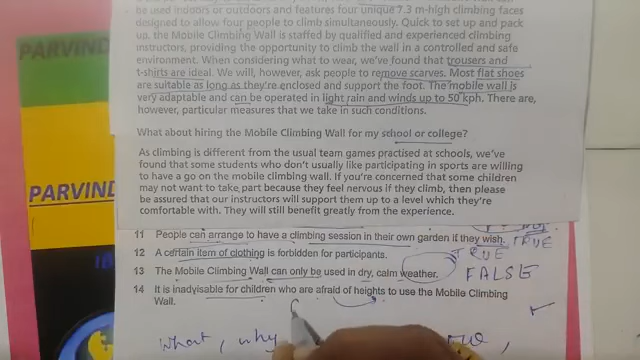 be used indoors or outdoors and features four unique 7.3 m-high climbing faces
designed to allow four people to climb simultaneously. Quick to set up and pack
up, the Mobile Climbing Wall is staffed by qualified and experienced climbing
instructors, providing the opportunity to climb the wall in a controlled and safe
environment. When considering what to wear, we've found that trousers and
t-shirts are ideal. We will, however, ask people to remove scarves. Most flat shoes
are suitable as long as they're enclosed and support the foot. The mobile wall is
very adaptable and can be operated in light rain and winds up to 50 kph. There are,
however, particular measures that we take in such conditions.
What about hiring the Mobile Climbing Wall for my school or college?
As climbing is different from the usual team games practised at schools, we've
found that some students who don't usually like participating in sports are willing
to have a go on the mobile climbing wall. If you're concerned that some children
may not want to take part because they feel nervous if they climb, then please
be assured that our instructors will support them up to a level which they're
comfortable with. They will still benefit greatly from the experience.
PARVIND
PARVIND
11 People can arrange to have a climbing session in their own garden if they wish. TRUE
12 A certain item of clothing is forbidden for participants. TRUE
13 The Mobile Climbing Wall can only be used in dry, calm weather. FALSE
14 It is inadvisable for children who are afraid of heights to use the Mobile Climbing
Wall.
What, why